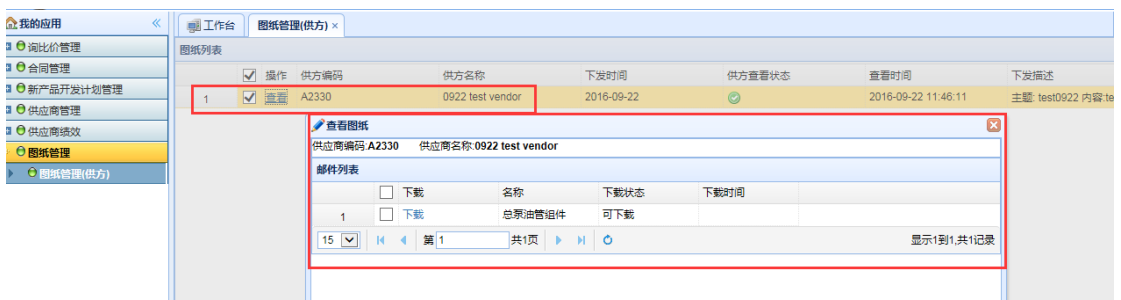 我的应用
询比价管理
合同管理
新产品开发计划管理
供应商管理
供应商绩效
图纸管理
图纸管理(供方)
工作台 图纸管理(供方) ×
图纸列表
操作 供方编码 供方名称 下发时间 供方查看状态 查看时间 下发描述
1 查看 A2330 0922 test vendor 2016-09-22 2016-09-22 11:46:11 主题: test0922 内容:te
查看图纸
供应商编码:A2330 供应商名称:0922 test vendor
邮件列表
下载 名称 下载状态 下载时间
1 下载 总泵油管组件 可下载
15 第 1 共1页 显示1到1,共1记录